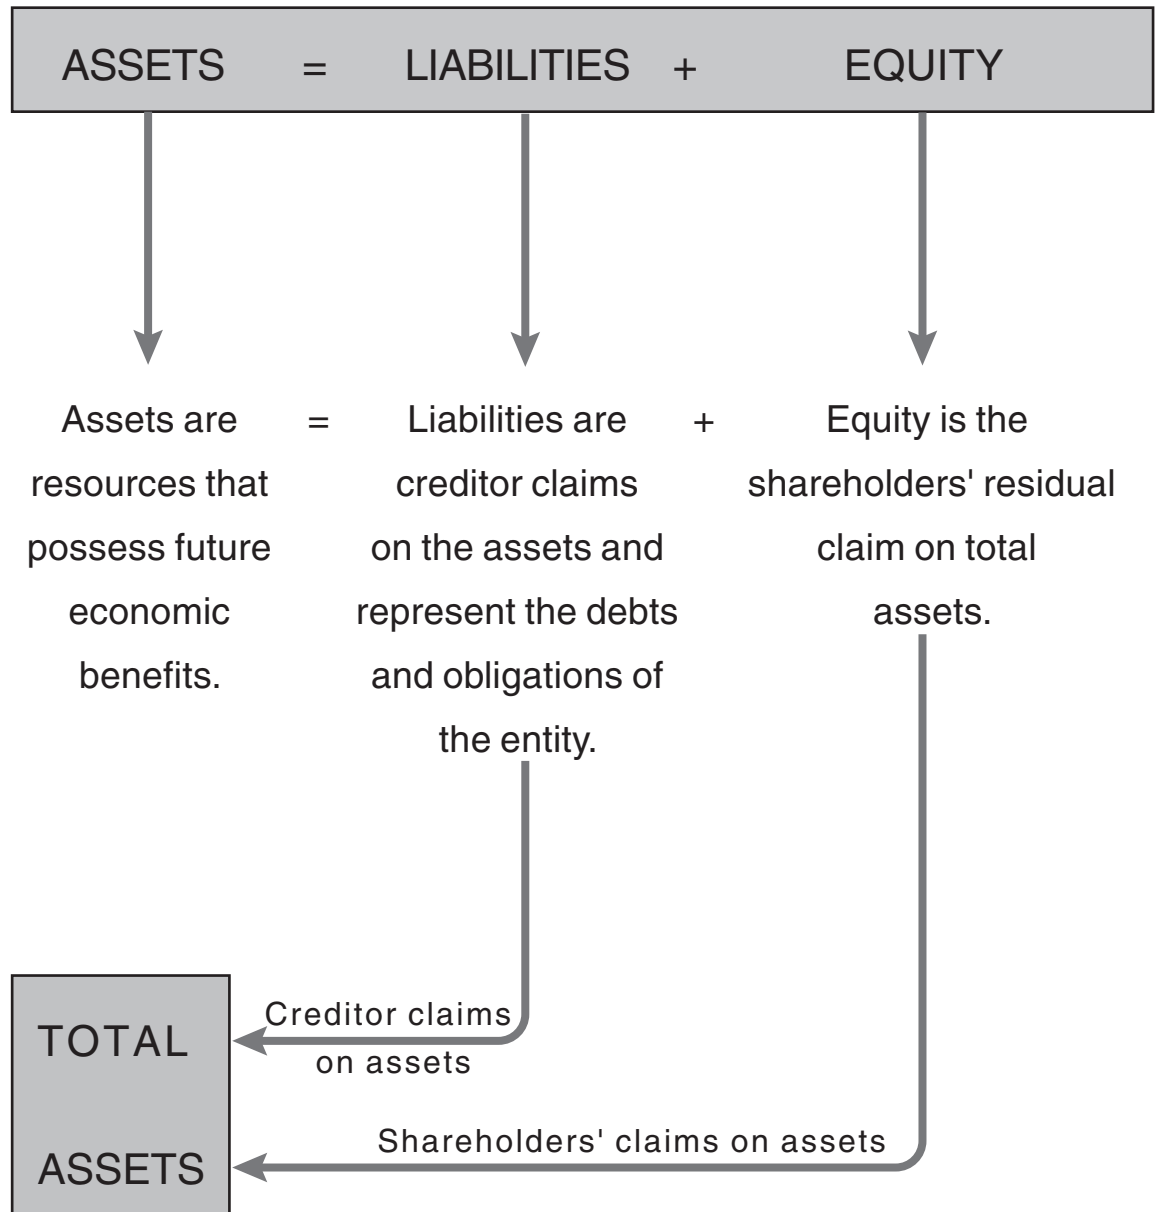 ASSETS = LIABILITIES + EQUITY
Assets are = Liabilities are + Equity is the
resources that creditor claims shareholders' residual
possess future on the assets and claim on total
economic represent the debts assets.
benefits. and obligations of
the entity.
Creditor claims
TOTAL
on assets
Shareholders' claims on assets
ASSETS